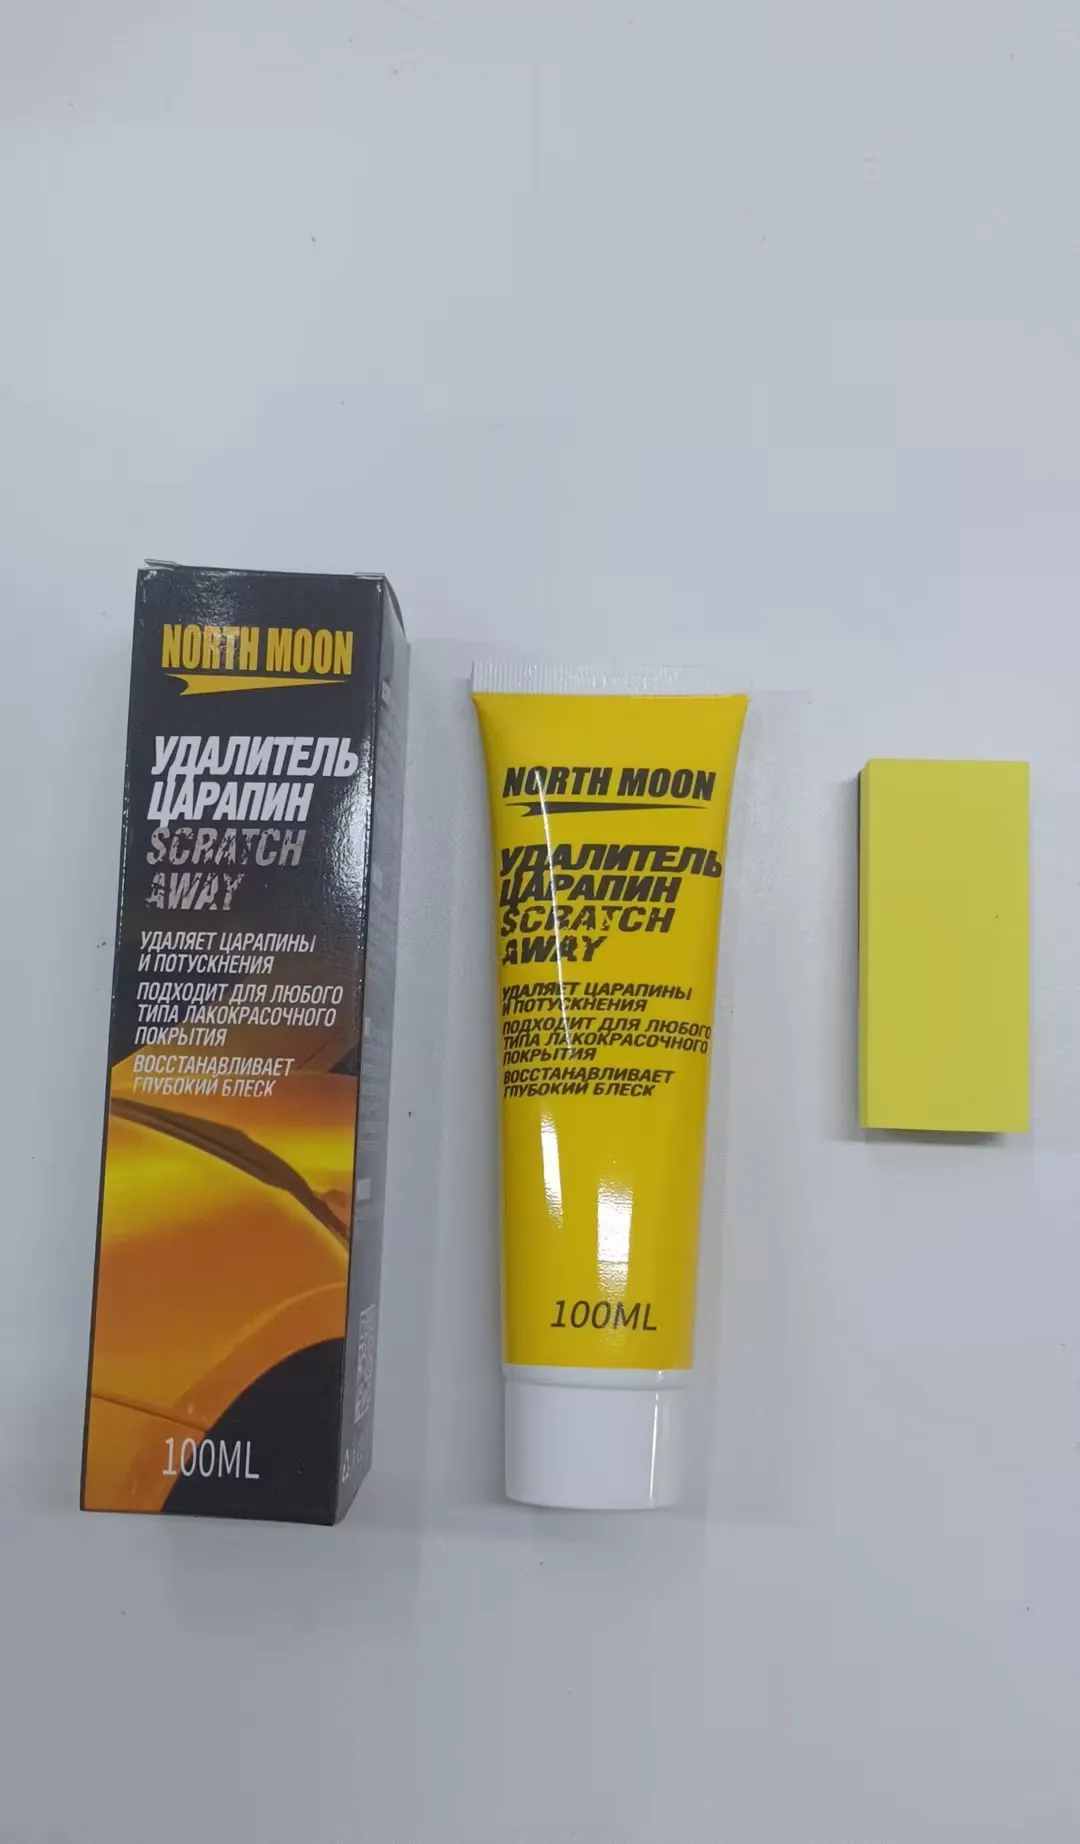 NORTH MOON
УДАЛИТЕЛЬ
ЦАРАПИН
SCRATCH
AWAY
УДАЛЯЕТ ЦАРАПИНЫ
И ПОТУСКНЕНИЯ
ПОДХОДИТ ДЛЯ ЛЮБОГО
ТИПА ЛАКОКРАСОЧНОГО
ПОКРЫТИЯ
ВОССТАНАВЛИВАЕТ
ГЛУБОКИЙ БЛЕСК
100ML
NORTH MOON
УДАЛИТЕЛЬ
ЦАРАПИН
SCRATCH
AWAY
УДАЛЯЕТ ЦАРАПИНЫ
И ПОТУСКНЕНИЯ
ПОДХОДИТ ДЛЯ ЛЮБОГО
ТИПА ЛАКОКРАСОЧНОГО
ПОКРЫТИЯ
ВОССТАНАВЛИВАЕТ
ГЛУБОКИЙ БЛЕСК
100ML